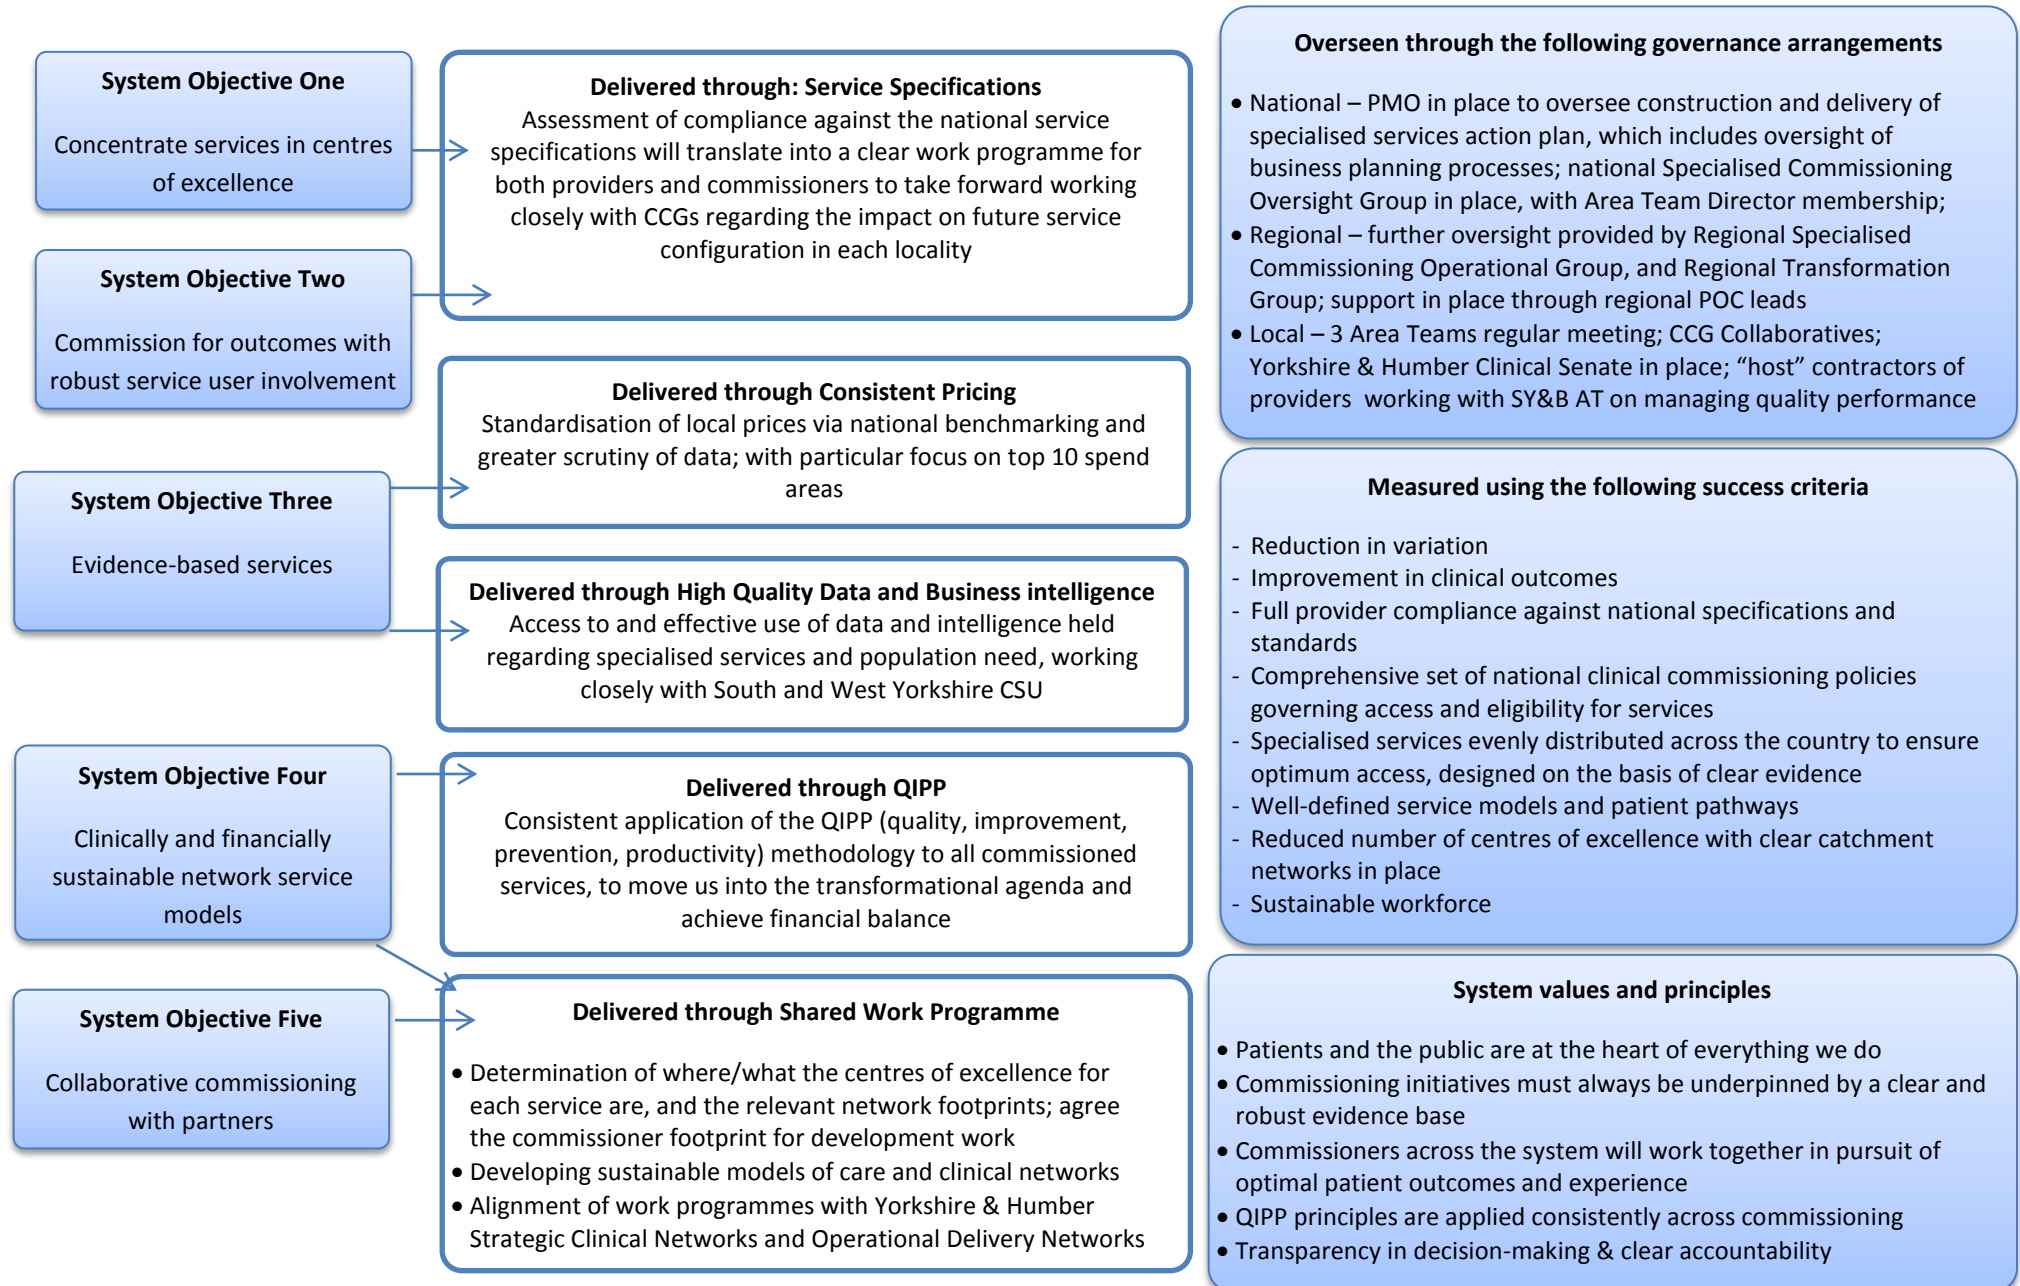 System Objective One
Concentrate services in centres
of excellence
System Objective Two
Commission for outcomes with
robust service user involvement
System Objective Three
Evidence-based services
System Objective Four
Clinically and financially
sustainable network service
models
System Objective Five
Collaborative commissioning
with partners
Delivered through: Service Specifications
Assessment of compliance against the national service
specifications will translate into a clear work programme for
both providers and commissioners to take forward working
closely with CCGs regarding the impact on future service
configuration in each locality
Delivered through Consistent Pricing
Standardisation of local prices via national benchmarking and
greater scrutiny of data; with particular focus on top 10 spend
areas
Delivered through High Quality Data and Business intelligence
Access to and effective use of data and intelligence held
regarding specialised services and population need, working
closely with South and West Yorkshire CSU
Delivered through QIPP
Consistent application of the QIPP (quality, improvement,
prevention, productivity) methodology to all commissioned
services, to move us into the transformational agenda and
achieve financial balance
Delivered through Shared Work Programme
• Determination of where/what the centres of excellence for
each service are, and the relevant network footprints; agree
the commissioner footprint for development work
• Developing sustainable models of care and clinical networks
• Alignment of work programmes with Yorkshire & Humber
Strategic Clinical Networks and Operational Delivery Networks
Overseen through the following governance arrangements
• National – PMO in place to oversee construction and delivery of
specialised services action plan, which includes oversight of
business planning processes; national Specialised Commissioning
Oversight Group in place, with Area Team Director membership;
• Regional – further oversight provided by Regional Specialised
Commissioning Operational Group, and Regional Transformation
Group; support in place through regional POC leads
• Local – 3 Area Teams regular meeting; CCG Collaboratives;
Yorkshire & Humber Clinical Senate in place; “host” contractors of
providers working with SY&B AT on managing quality performance
Measured using the following success criteria
- Reduction in variation
- Improvement in clinical outcomes
- Full provider compliance against national specifications and
standards
- Comprehensive set of national clinical commissioning policies
governing access and eligibility for services
- Specialised services evenly distributed across the country to ensure
optimum access, designed on the basis of clear evidence
- Well-defined service models and patient pathways
- Reduced number of centres of excellence with clear catchment
networks in place
- Sustainable workforce
System values and principles
• Patients and the public are at the heart of everything we do
• Commissioning initiatives must always be underpinned by a clear and
robust evidence base
• Commissioners across the system will work together in pursuit of
optimal patient outcomes and experience
• QIPP principles are applied consistently across commissioning
• Transparency in decision-making & clear accountability